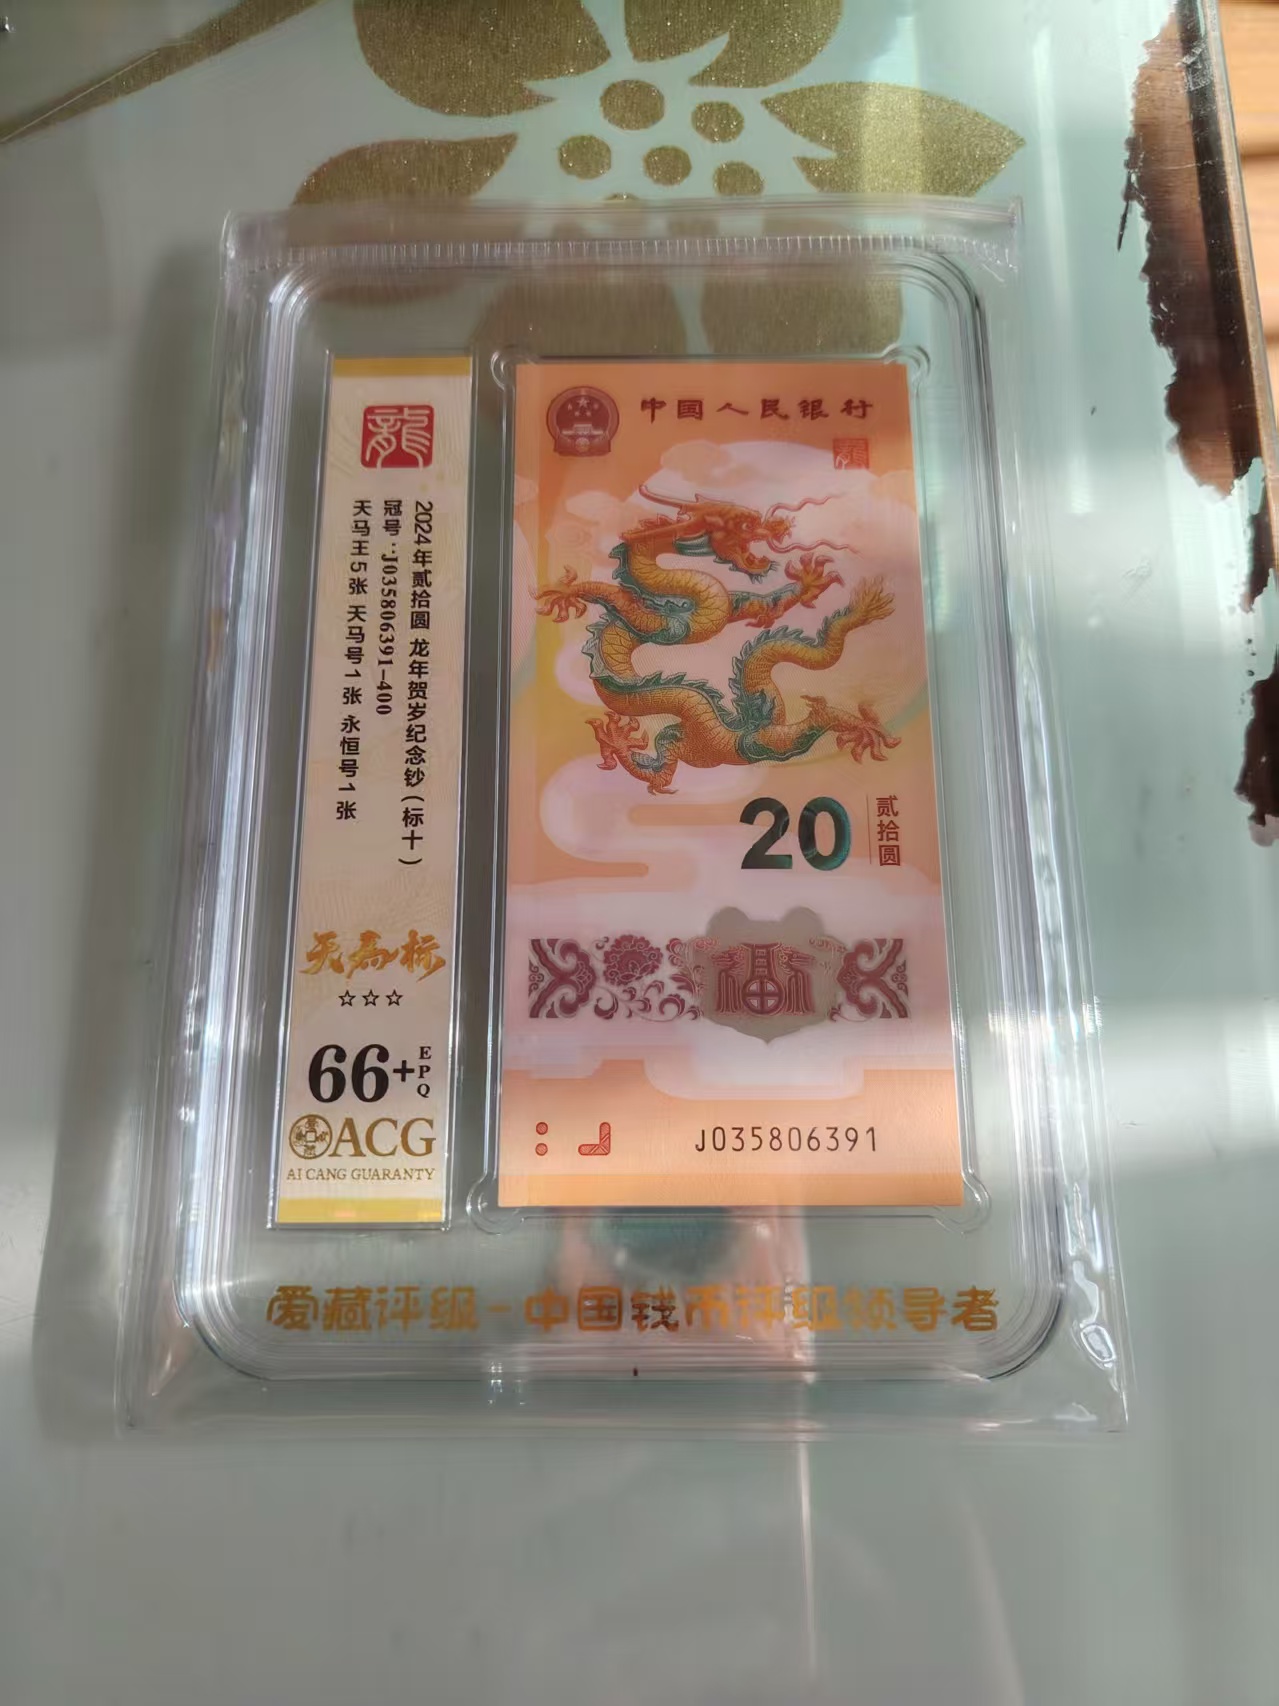 龍
2024年贰拾圆 龙年贺岁纪念钞(标十)
冠号:J035806391-400
天马王5张 天马号1张 永恒号1张
天马标
☆☆☆
66+
EPQ
ACG
AI CANG GUARANTY
中国人民银行
20
贰拾圆
福
J035806391
爱藏评级-中国钱币评级领导者